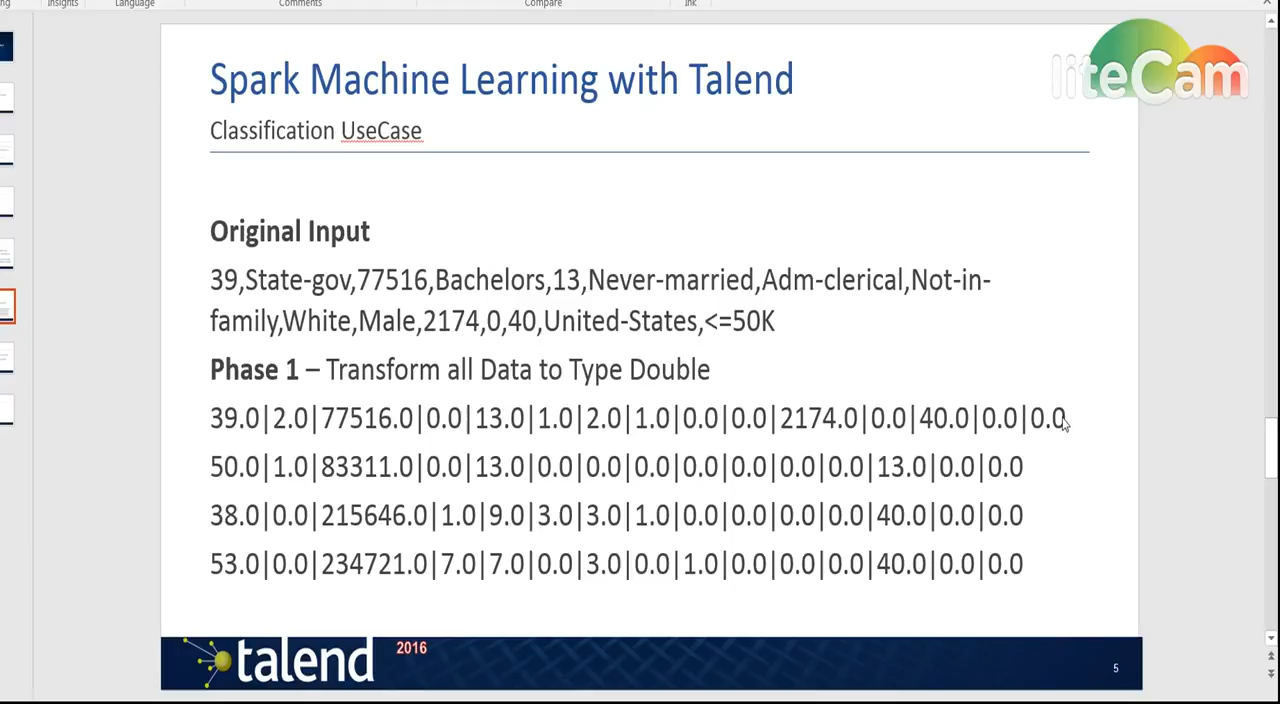 Insights
Language
Comments
Compare
Ink
liteCam
Spark Machine Learning with Talend
Classification UseCase
Original Input
39,State-gov,77516,Bachelors,13,Never-married,Adm-clerical,Not-in-
family,White,Male,2174,0,40,United-States,<=50K
Phase 1 – Transform all Data to Type Double
39.0|2.0|77516.0|0.0|13.0|1.0|2.0|1.0|0.0|0.0|2174.0|0.0|40.0|0.0|0.0
50.0|1.0|83311.0|0.0|13.0|0.0|0.0|0.0|0.0|0.0|0.0|0.0|13.0|0.0|0.0
38.0|0.0|215646.0|1.0|9.0|3.0|3.0|1.0|0.0|0.0|0.0|0.0|40.0|0.0|0.0
53.0|0.0|234721.0|7.0|7.0|0.0|3.0|0.0|1.0|0.0|0.0|0.0|40.0|0.0|0.0
talend
2016
5